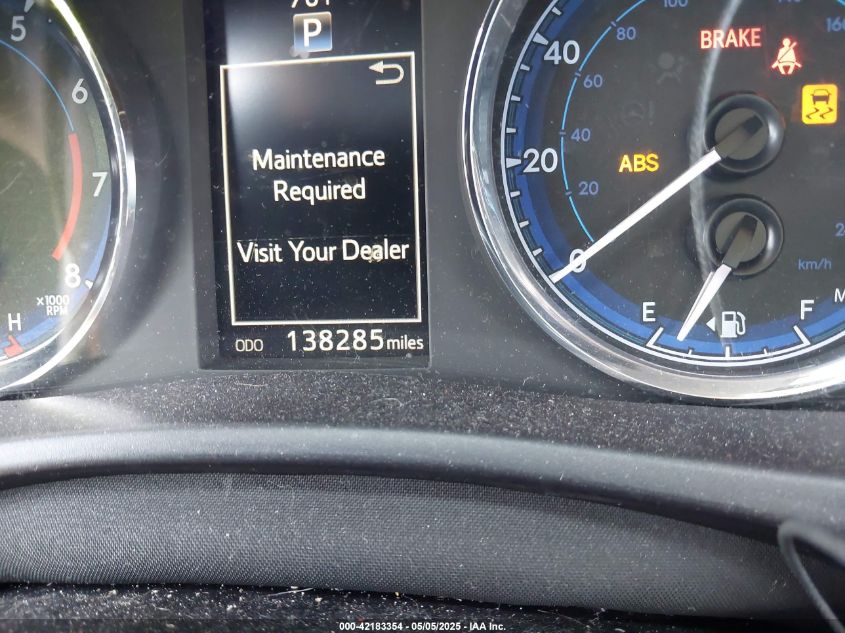 5
6
7
8
x1000
RPM
H
P
Maintenance
Required
Visit Your Dealer
ODO 138285 miles
100
80
60
40
20
40
20
0
160
BRAKE
ABS
km/h
E
F
000-42183354 - 05/05/2025 - IAA Inc.